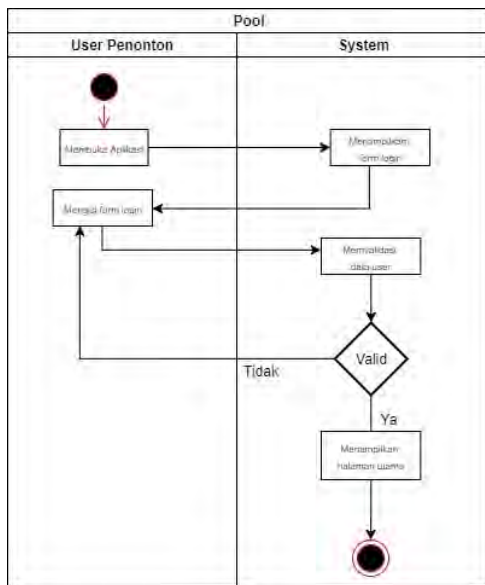 Pool
User Penonton
System
Membuka Aplikasi
Menampilkan
form login
Mengisi form login
Memvalidasi
data user
Valid
Tidak
Ya
Menampilkan
halaman utama